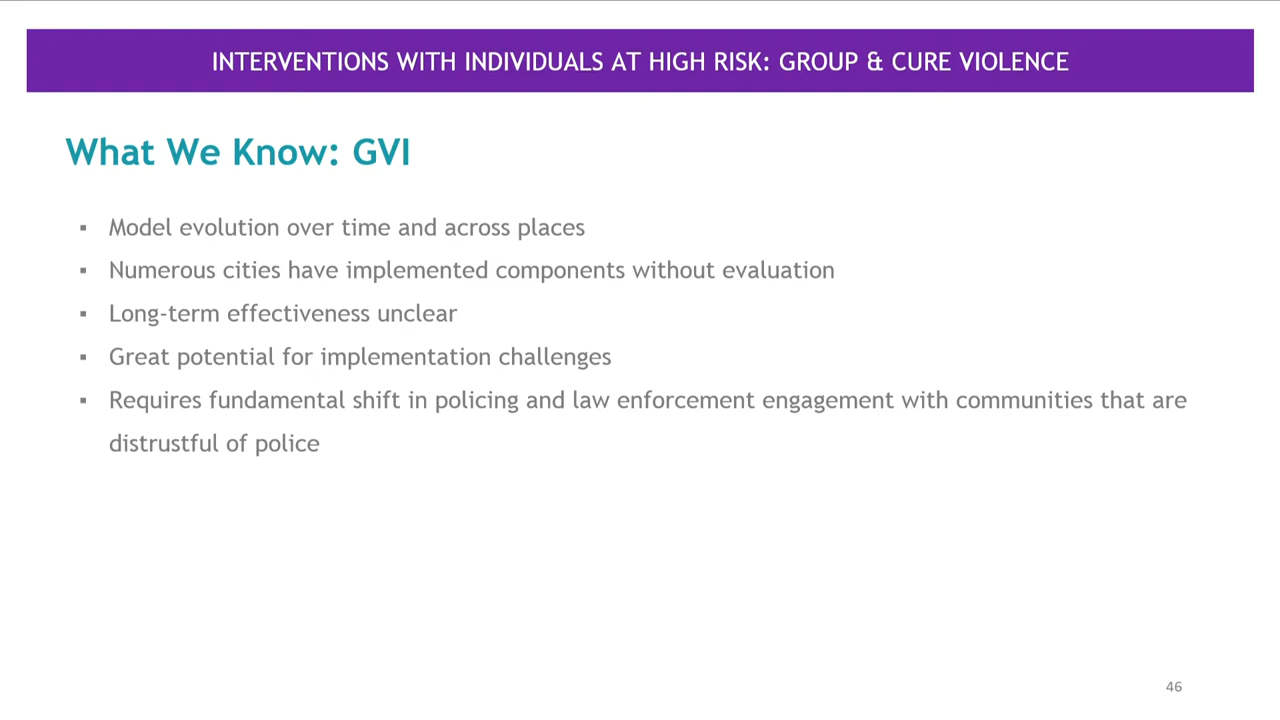 INTERVENTIONS WITH INDIVIDUALS AT HIGH RISK: GROUP & CURE VIOLENCE
What We Know: GVI
▪ Model evolution over time and across places
▪ Numerous cities have implemented components without evaluation
▪ Long-term effectiveness unclear
▪ Great potential for implementation challenges
▪ Requires fundamental shift in policing and law enforcement engagement with communities that are
distrustful of police
46